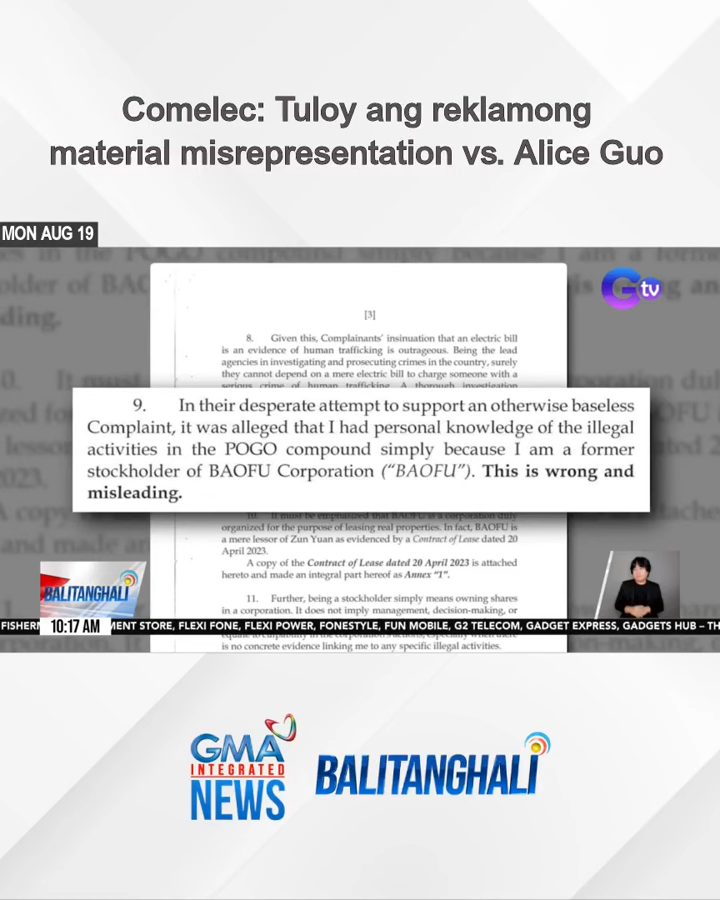 Comelec: Tuloy ang reklamong
material misrepresentation vs. Alice Guo
MON AUG 19
G tv
[3]
8. Given this, Complainants' insinuation that an electric bill
is an evidence of human trafficking is outrageous. Being the lead
agencies in investigating and prosecuting crimes in the country, surely
they cannot depend on a mere electric bill to charge someone with a
serious crime of human trafficking. A thorough investigation
9. In their desperate attempt to support an otherwise baseless
Complaint, it was alleged that I had personal knowledge of the illegal
activities in the POGO compound simply because I am a former
stockholder of BAOFU Corporation ("BAOFU"). This is wrong and
misleading.
10. It must be emphasized that BAOFU is a corporation duly
organized for the purpose of leasing real properties. In fact, BAOFU is
a mere lessor of Zun Yuan as evidenced by a Contract of Lease dated 20
April 2023.
A copy of the Contract of Lease dated 20 April 2023 is attached
hereto and made an integral part hereof as Annex "1".
11. Further, being a stockholder simply means owning shares
in a corporation. It does not imply management, decision-making, or
is no concrete evidence linking me to any specific illegal activities.
BALITANGHALI
10:17 AM
FISHERM MENT STORE, FLEXI FONE, FLEXI POWER, FONESTYLE, FUN MOBILE, G2 TELECOM, GADGET EXPRESS, GADGETS HUB – TH
GMA
INTEGRATED
NEWS
BALITANGHALI